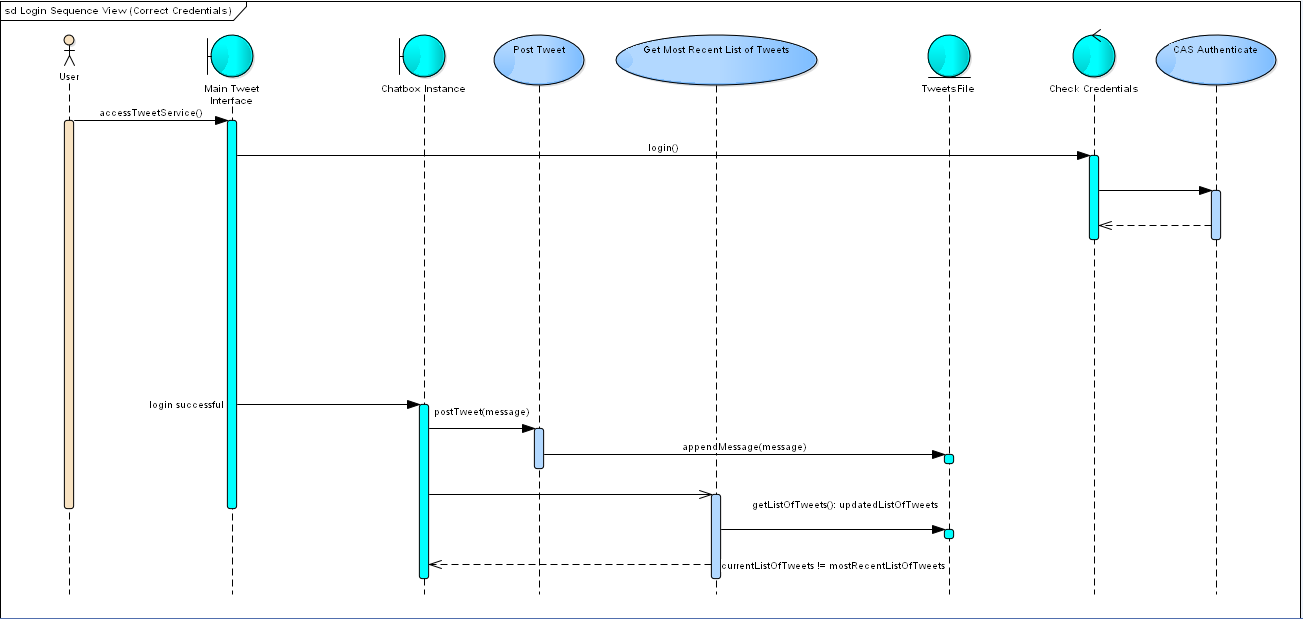 sd Login Sequence View (Correct Credentials)
Post Tweet
Get Most Recent List of Tweets
CAS Authenticate
User
Main Tweet
Interface
Chatbox Instance
TweetsFile
Check Credentials
accessTweetService()
login()
login successful
postTweet(message)
appendMessage(message)
getListOfTweets(): updatedListOfTweets
currentListOfTweets != mostRecentListOfTweets